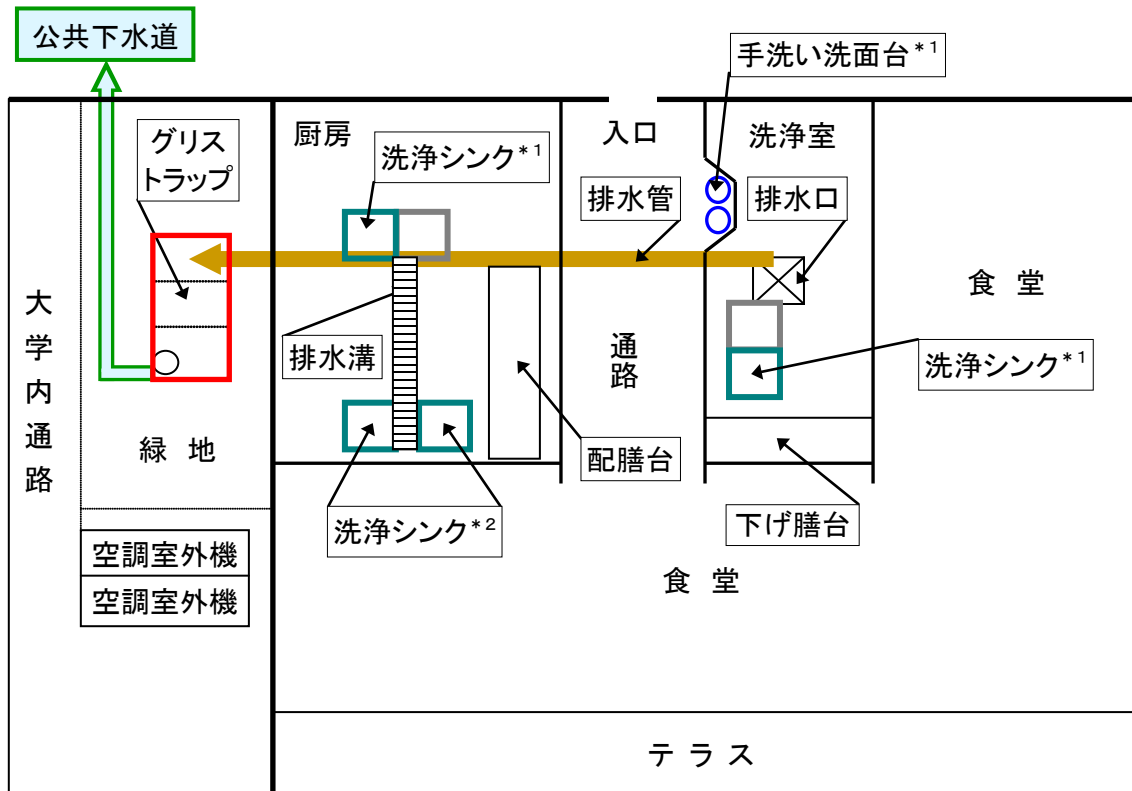 公共下水道
手洗い洗面台*1
グリス
トラップ
厨房
洗浄シンク*1
入口
洗浄室
排水管
排水口
大学内通路
食 堂
排水溝
通路
洗浄シンク*1
緑 地
配膳台
洗浄シンク*2
下げ膳台
空調室外機
空調室外機
食 堂
テ ラ ス